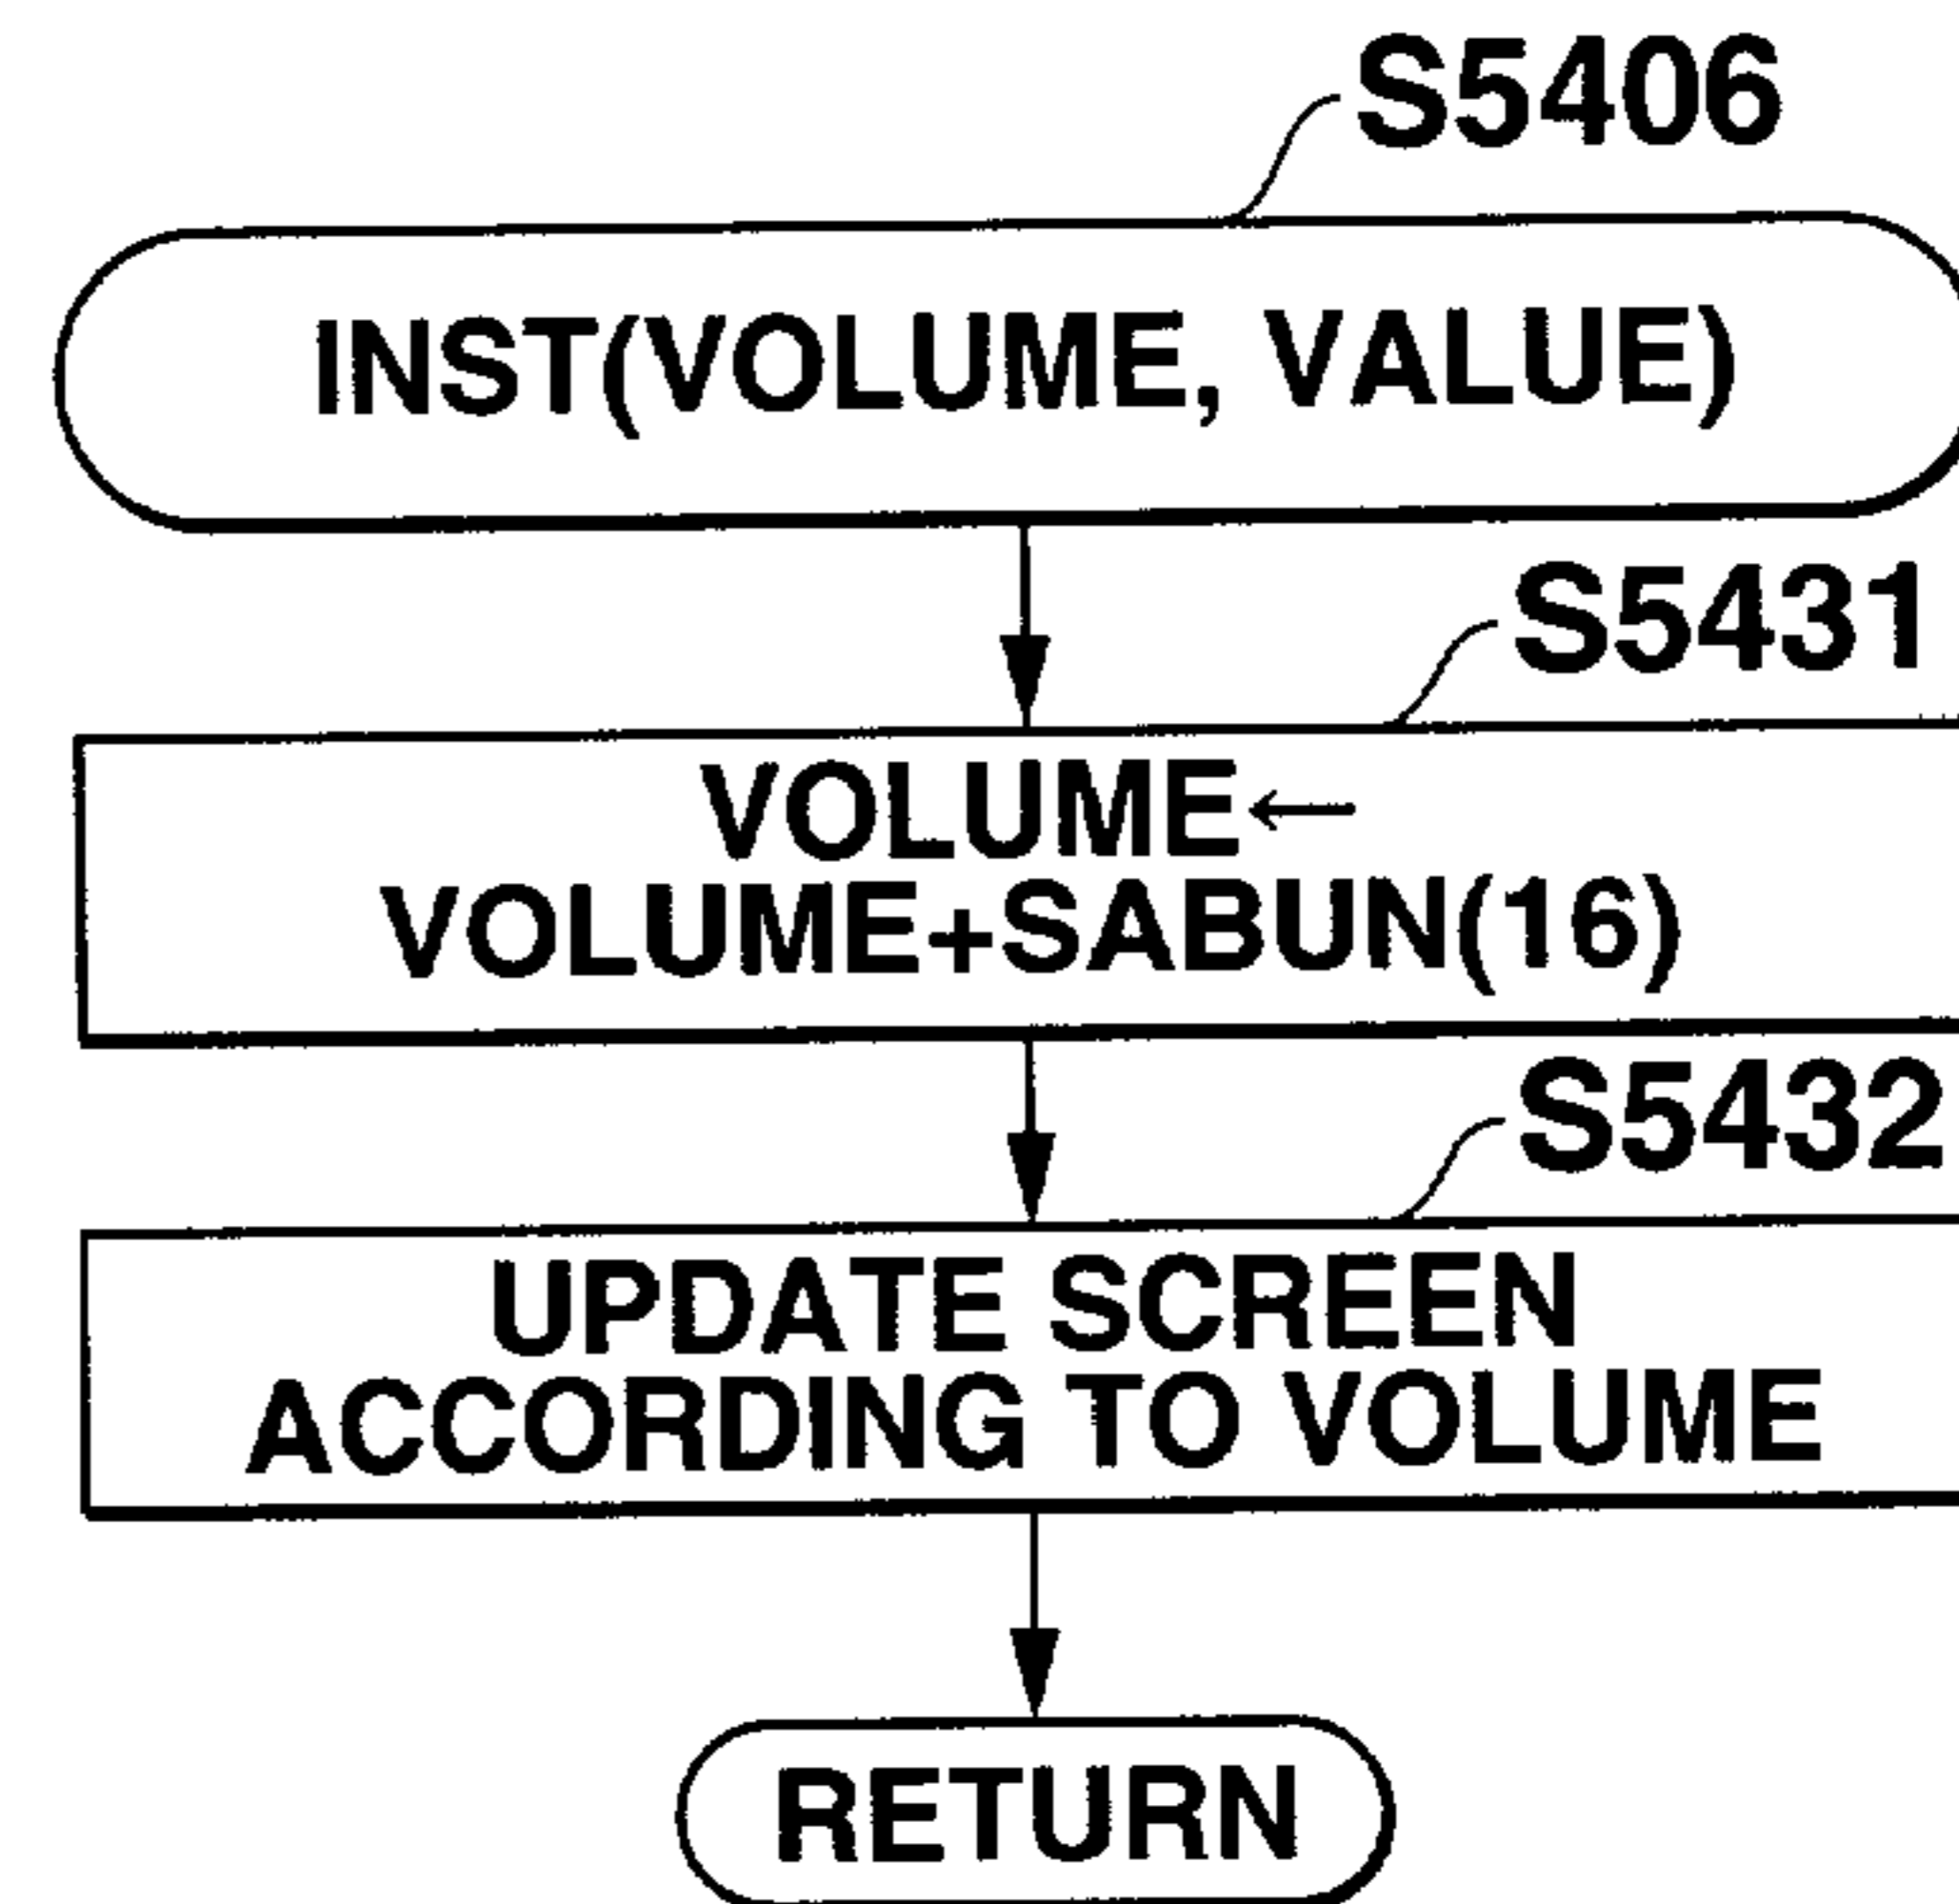 S5406
INST(VOLUME, VALUE)
S5431
VOLUME←
VOLUME+SABUN(16)
S5432
UPDATE SCREEN
ACCORDING TO VOLUME
RETURN